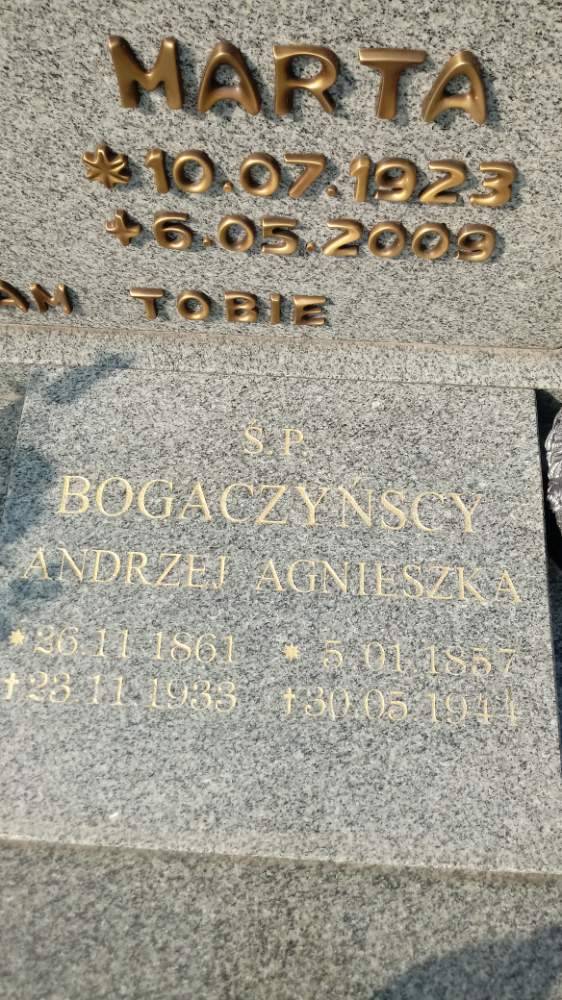 MARTA
* 10.07.1923
+ 6.05.2009
AM TOBIE
Ś.P.
BOGACZYŃSCY
ANDRZEJ AGNIESZKA
* 26.11.1861 * 5.01.1857
† 23.11.1933 † 30.05.1944